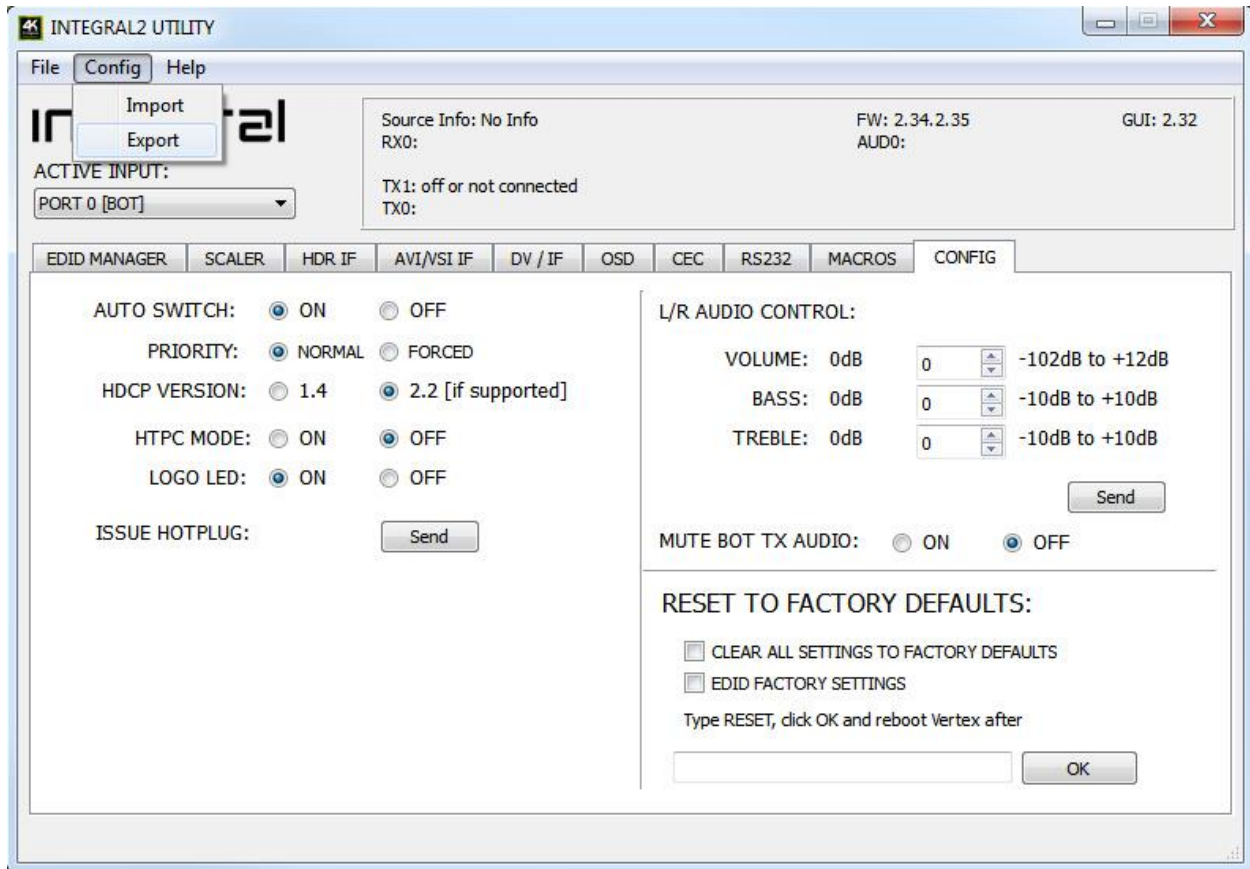 4K INTEGRAL2 UTILITY
File Config Help
Import
Export
ACTIVE INPUT:
PORT 0 [BOT]
Source Info: No Info
RX0:
TX1: off or not connected
TX0:
FW: 2.34.2.35
AUD0:
GUI: 2.32
EDID MANAGER SCALER HDR IF AVI/VSI IF DV / IF OSD CEC RS232 MACROS CONFIG
AUTO SWITCH: ON OFF
PRIORITY: NORMAL FORCED
HDCP VERSION: 1.4 2.2 [if supported]
HTPC MODE: ON OFF
LOGO LED: ON OFF
ISSUE HOTPLUG: Send
L/R AUDIO CONTROL:
VOLUME: 0dB 0 -102dB to +12dB
BASS: 0dB 0 -10dB to +10dB
TREBLE: 0dB 0 -10dB to +10dB
Send
MUTE BOT TX AUDIO: ON OFF
RESET TO FACTORY DEFAULTS:
CLEAR ALL SETTINGS TO FACTORY DEFAULTS
EDID FACTORY SETTINGS
Type RESET, click OK and reboot Vertex after
OK